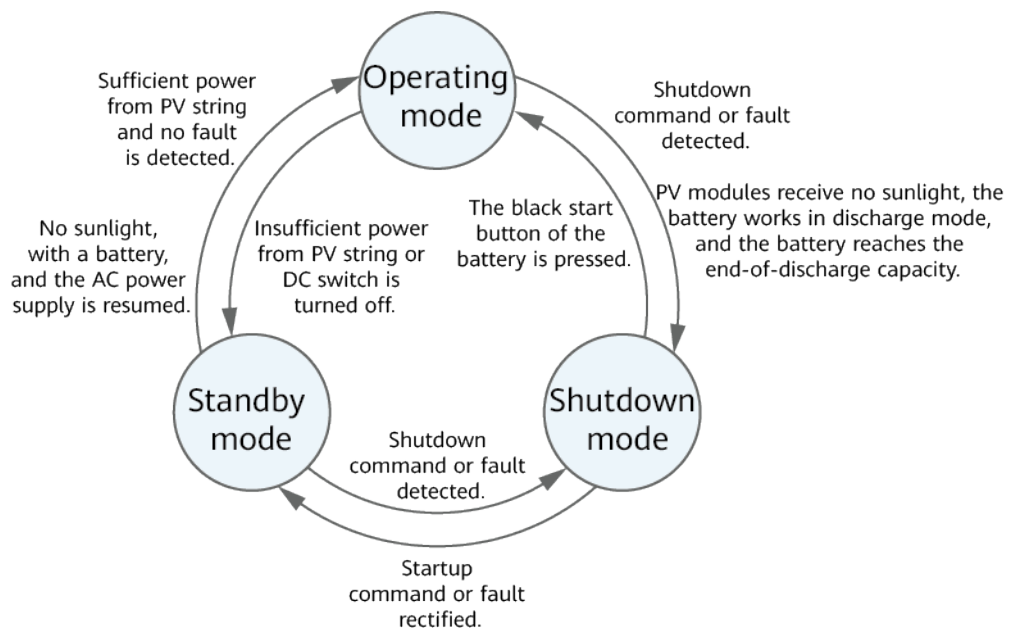 Operating
mode
Sufficient power
from PV string
and no fault
is detected.
Shutdown
command or fault
detected.
No sunlight,
with a battery,
and the AC power
supply is resumed.
Insufficient power
from PV string or
DC switch is
turned off.
The black start
button of the
battery is pressed.
PV modules receive no sunlight, the
battery works in discharge mode,
and the battery reaches the
end-of-discharge capacity.
Standby
mode
Shutdown
mode
Shutdown
command or fault
detected.
Startup
command or fault
rectified.